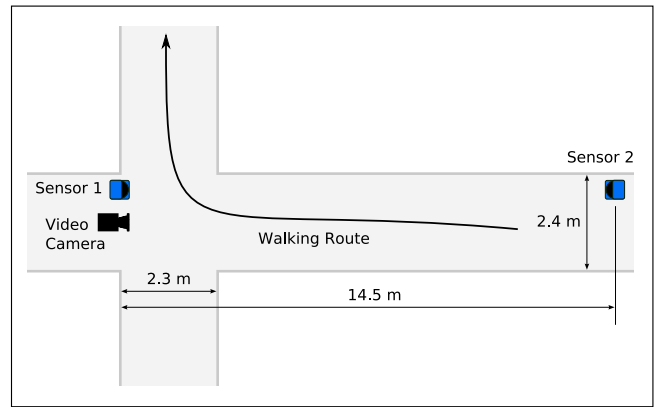 Sensor 2
Sensor 1
Video
Camera
2.4 m
Walking Route
2.3 m
14.5 m